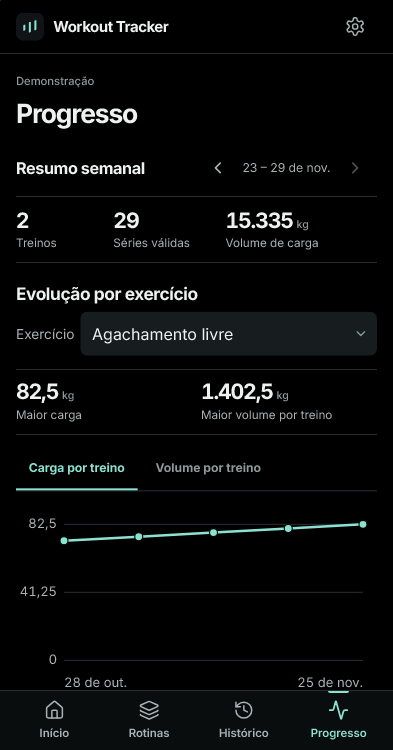 Workout Tracker
Demonstração
Progresso
Resumo semanal
23 – 29 de nov.
2
29
15.335 kg
Treinos
Séries válidas
Volume de carga
Evolução por exercício
Exercício
Agachamento livre
82,5 kg
1.402,5 kg
Maior carga
Maior volume por treino
Carga por treino
Volume por treino
82,5
41,25
0
28 de out.
25 de nov.
Início
Rotinas
Histórico
Progresso